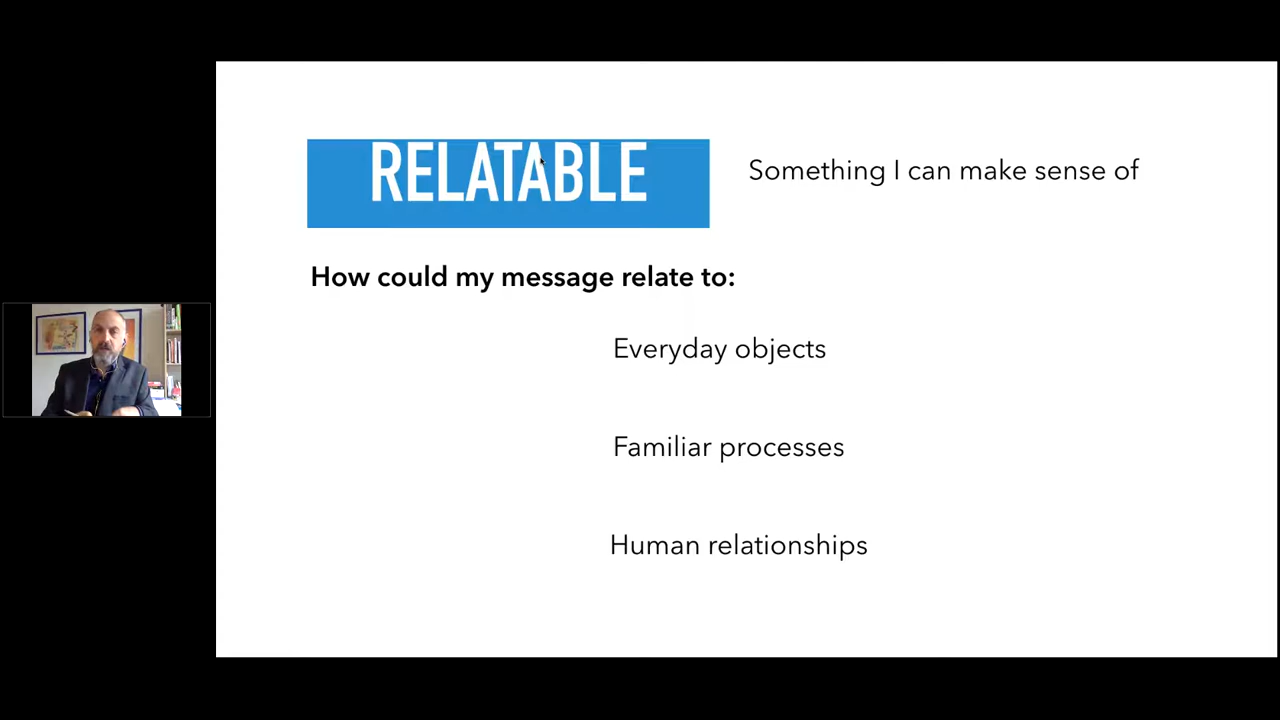 RELATABLE
Something I can make sense of
How could my message relate to:
Everyday objects
Familiar processes
Human relationships